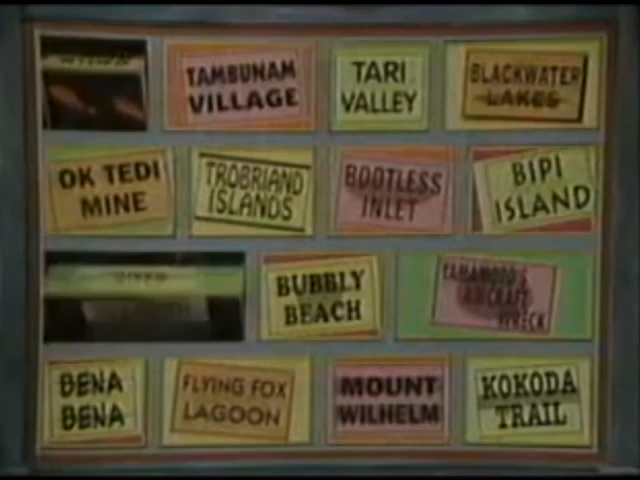 TAMBUNAM
VILLAGE
TARI
VALLEY
BLACKWATER
LAKES
OK TEDI
MINE
TROBRIAND
ISLANDS
BOOTLESS
INLET
BIPI
ISLAND
BUBBLY
BEACH
YAMAMOTO'S
AIRCRAFT
WRECK
BENA
BENA
FLYING FOX
LAGOON
MOUNT
WILHELM
KOKODA
TRAIL